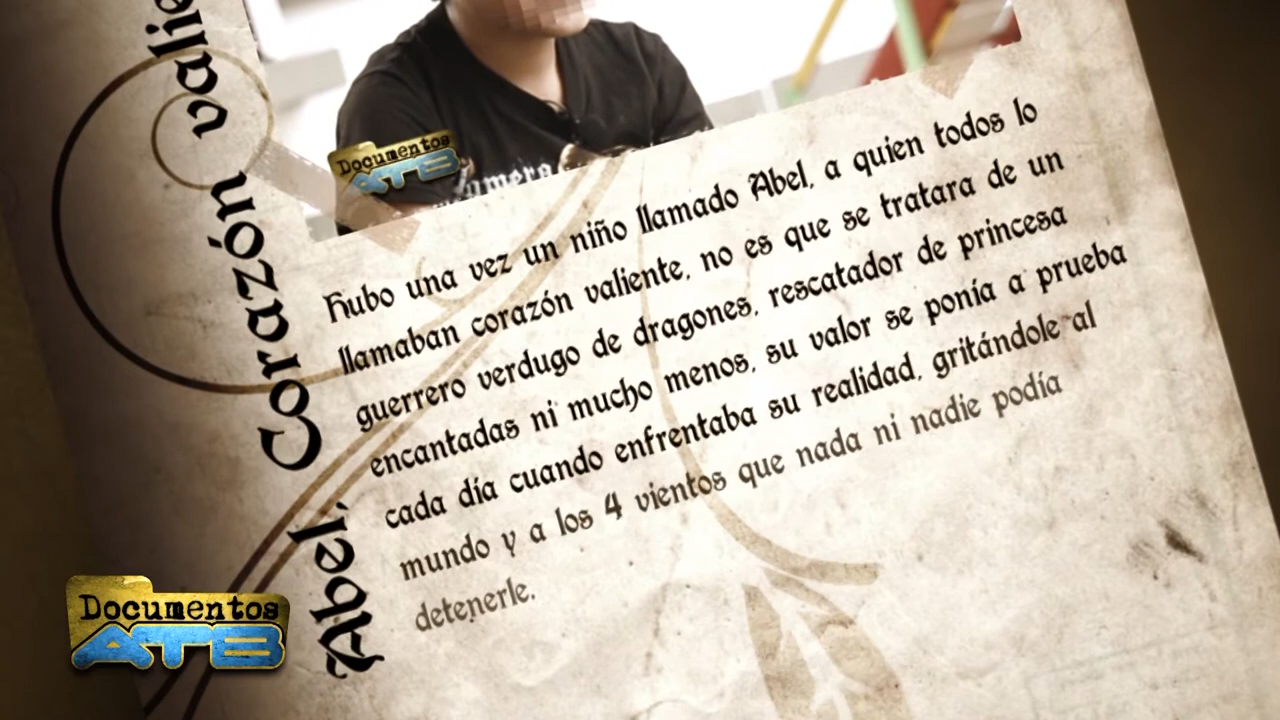 Abel, Corazón valie
Documentos
ATB
Hubo una vez un niño llamado Abel, a quien todos lo
llamaban corazón valiente, no es que se tratara de un
guerrero verdugo de dragones, rescatador de princesa
encantadas ni mucho menos, su valor se ponía a prueba
cada día cuando enfrentaba su realidad, gritándole al
mundo y a los 4 vientos que nada ni nadie podía
detenerle.
Documentos
ATB